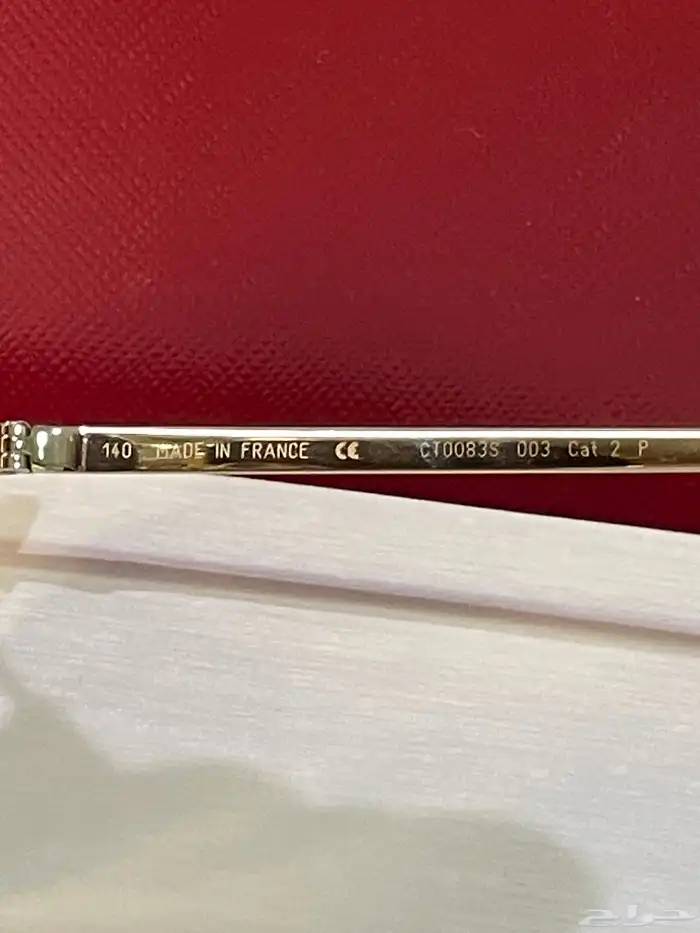 140 MADE IN FRANCE CE CT0083S 003 Cat 2 P
حراج